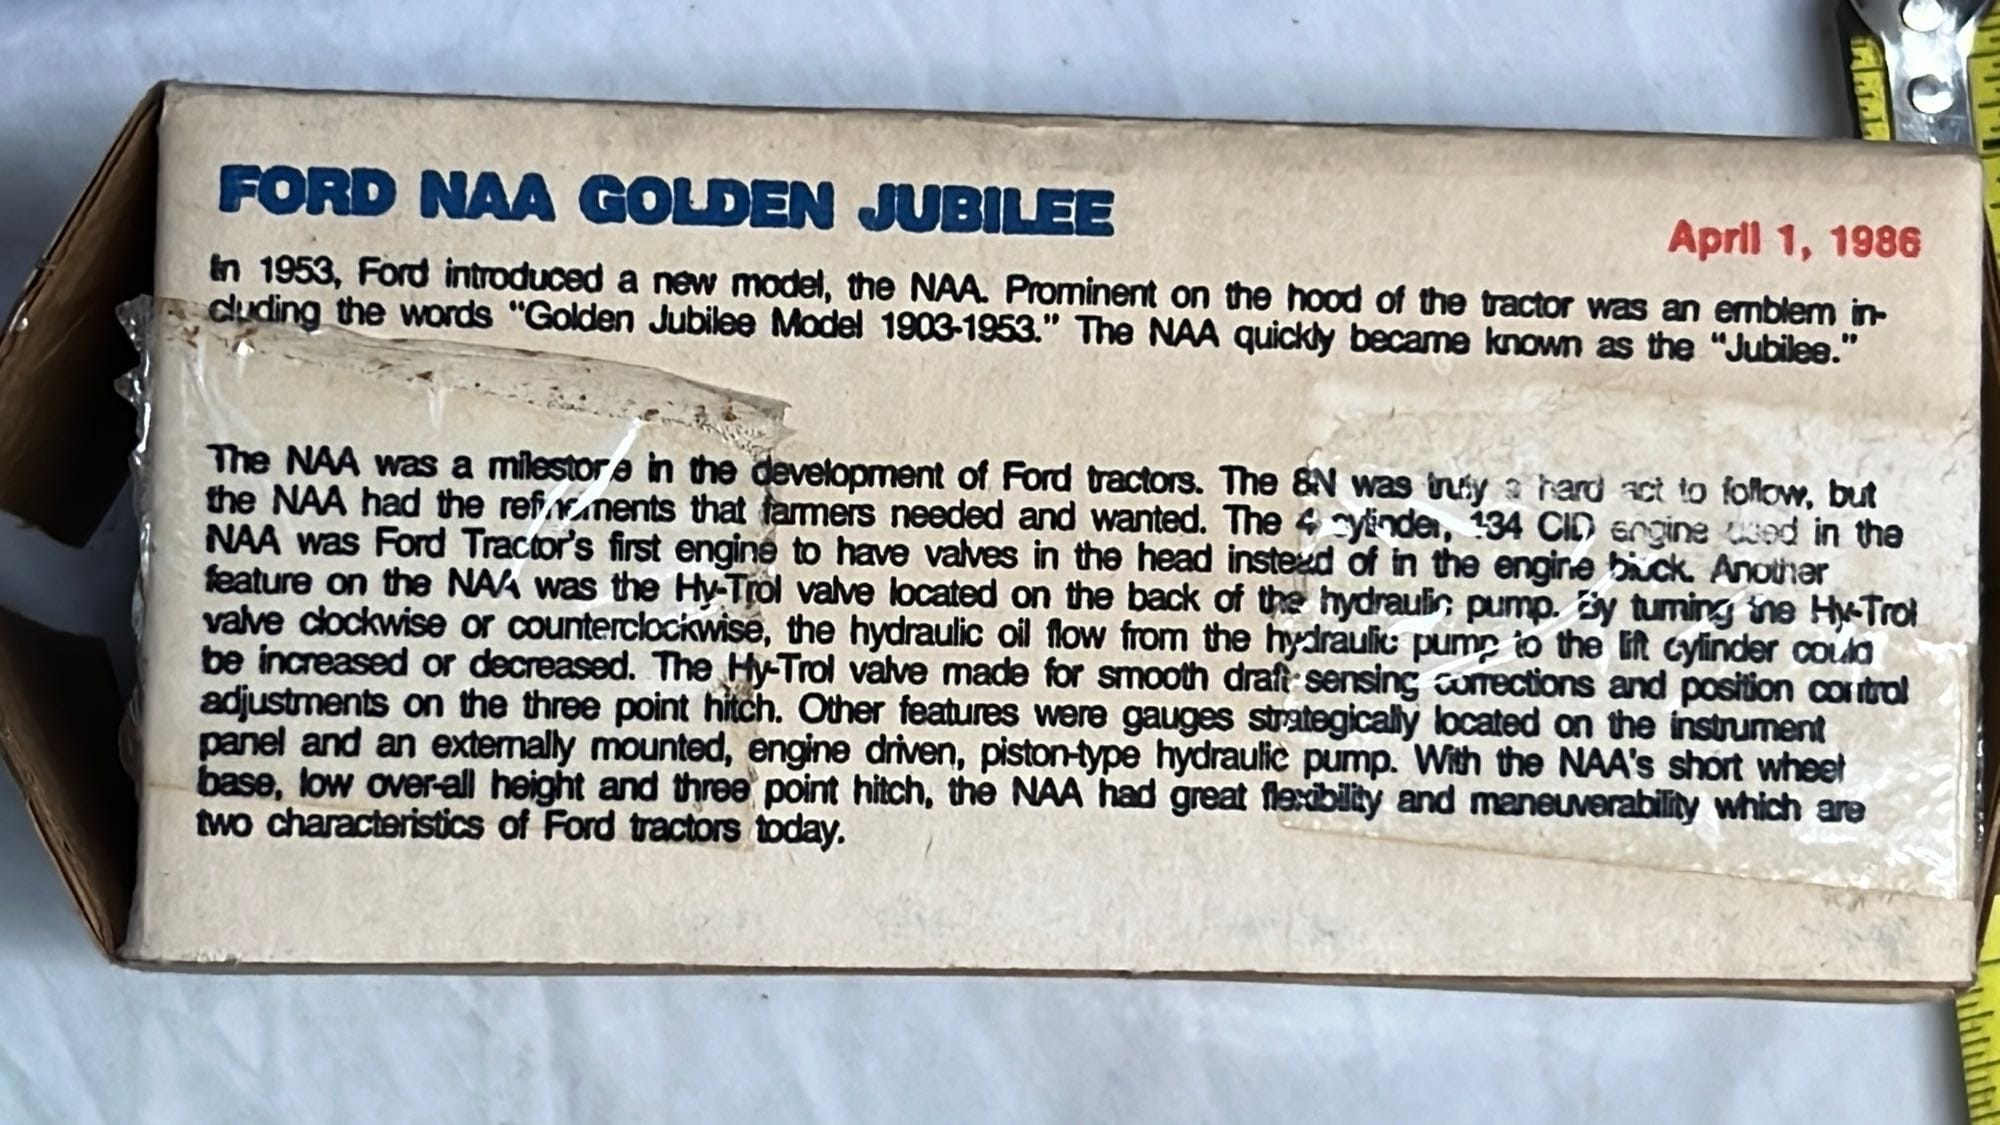 FORD NAA GOLDEN JUBILEE
April 1, 1986
In 1953, Ford introduced a new model, the NAA. Prominent on the hood of the tractor was an emblem in-
cluding the words “Golden Jubilee Model 1903-1953.” The NAA quickly became known as the “Jubilee.”
The NAA was a milestone in the development of Ford tractors. The 8N was truly a hard act to follow, but
the NAA had the refinements that farmers needed and wanted. The 4 cylinder, 134 CID engine used in the
NAA was Ford Tractor's first engine to have valves in the head instead of in the engine block. Another
feature on the NAA was the Hy-Trol valve located on the back of the hydraulic pump. By turning the Hy-Trol
valve clockwise or counterclockwise, the hydraulic oil flow from the hydraulic pump to the lift cylinder could
be increased or decreased. The Hy-Trol valve made for smooth draft sensing corrections and position control
adjustments on the three point hitch. Other features were gauges strategically located on the instrument
panel and an externally mounted, engine driven, piston-type hydraulic pump. With the NAA's short wheel
base, low over-all height and three point hitch, the NAA had great flexibility and maneuverability which are
two characteristics of Ford tractors today.